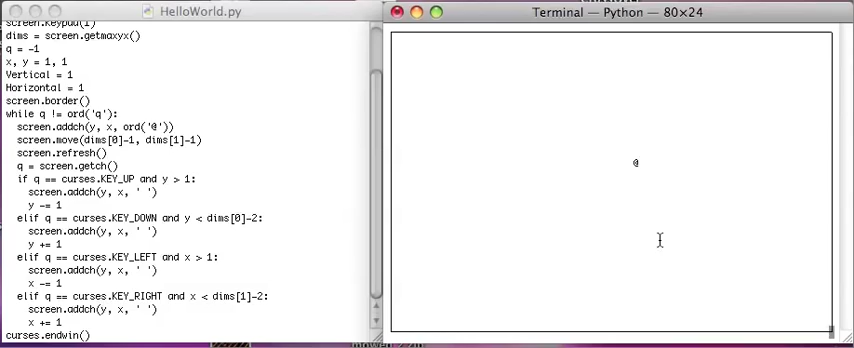 HelloWorld.py
screen.keypad(1)
dims = screen.getmaxyx()
q = -1
x, y = 1, 1
Vertical = 1
Horizontal = 1
screen.border()
while q != ord('q'):
screen.addch(y, x, ord('@'))
screen.move(dims[0]-1, dims[1]-1)
screen.refresh()
q = screen.getch()
if q == curses.KEY_UP and y > 1:
screen.addch(y, x, ' ')
y -= 1
elif q == curses.KEY_DOWN and y < dims[0]-2:
screen.addch(y, x, ' ')
y += 1
elif q == curses.KEY_LEFT and x > 1:
screen.addch(y, x, ' ')
x -= 1
elif q == curses.KEY_RIGHT and x < dims[1]-2:
screen.addch(y, x, ' ')
x += 1
curses.endwin()
Terminal — Python — 80×24
@